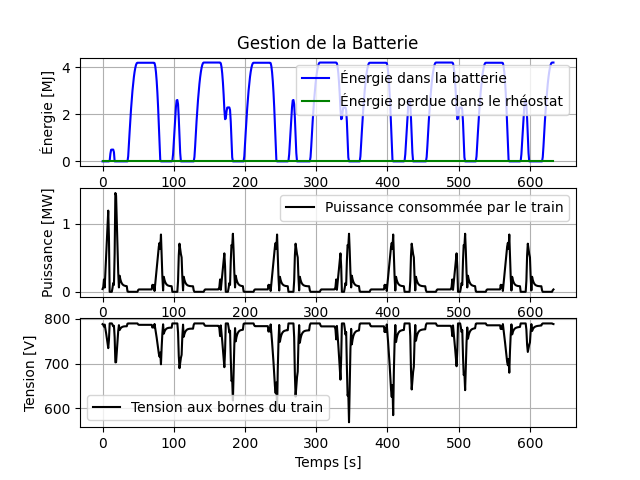 Gestion de la Batterie
Énergie [MJ]
4
2
0
Énergie dans la batterie
Énergie perdue dans le rhéostat
0 100 200 300 400 500 600
Puissance [MW]
1
0
Puissance consommée par le train
0 100 200 300 400 500 600
Tension [V]
800
700
600
Tension aux bornes du train
0 100 200 300 400 500 600
Temps [s]